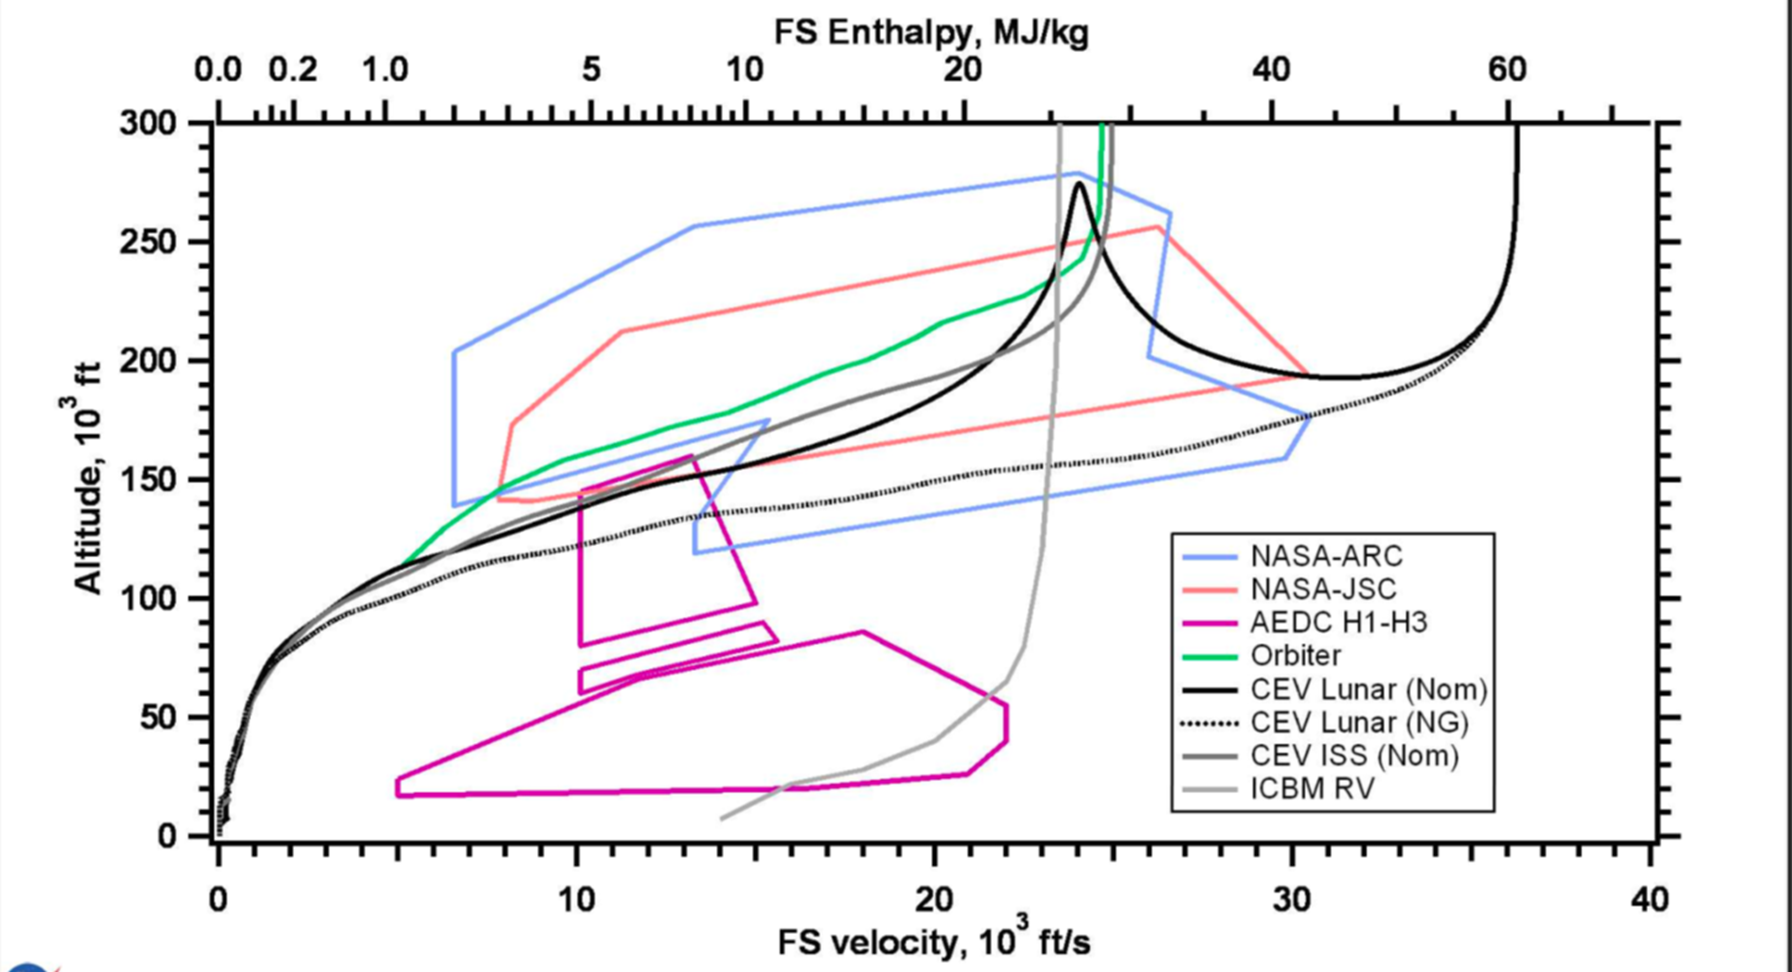 FS Enthalpy, MJ/kg
0.0 0.2 1.0 5 10 20 40 60
300
250
200
150
100
50
0
Altitude, 10³ ft
NASA-ARC
NASA-JSC
AEDC H1-H3
Orbiter
CEV Lunar (Nom)
CEV Lunar (NG)
CEV ISS (Nom)
ICBM RV
0 10 20 30 40
FS velocity, 10³ ft/s